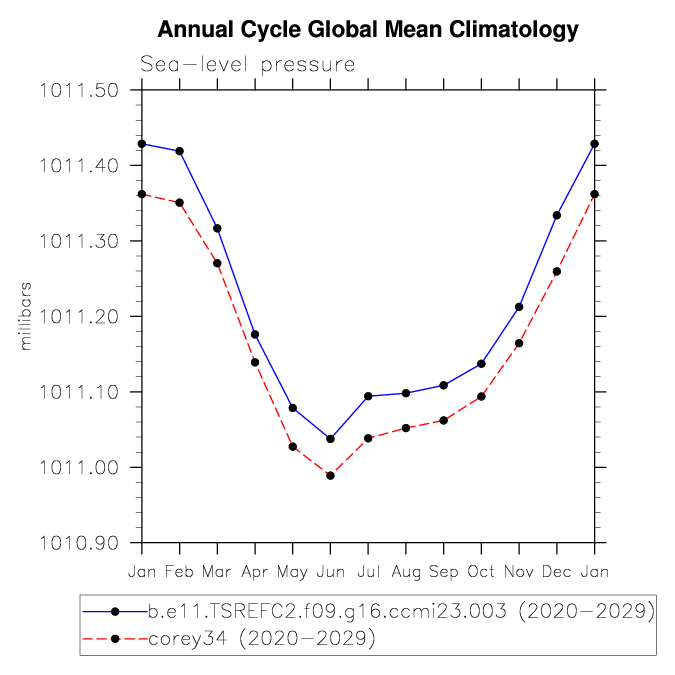 Annual Cycle Global Mean Climatology
Sea-level pressure
1011.50
1011.40
1011.30
1011.20
1011.10
1011.00
1010.90
millibars
Jan Feb Mar Apr May Jun Jul Aug Sep Oct Nov Dec Jan
b.e11.TSREFC2.f09.g16.ccmi23.003 (2020-2029)
corey34 (2020-2029)